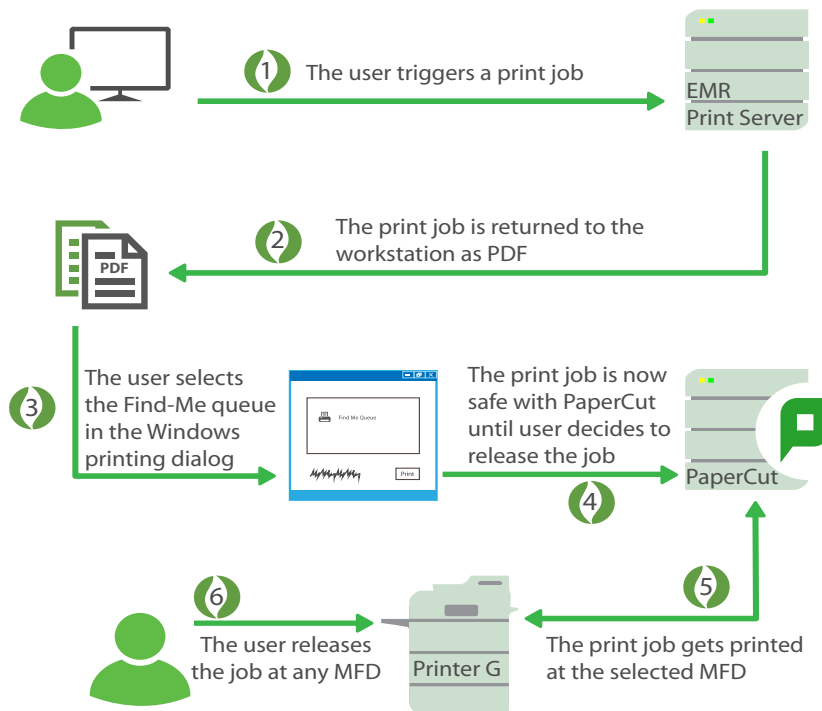 1
The user triggers a print job
EMR
Print Server
2
The print job is returned to the
workstation as PDF
PDF
3
The user selects
the Find-Me queue
in the Windows
printing dialog
Find Me Queue
Print
The print job is now
safe with PaperCut
until user decides to
release the job
4
PaperCut
5
The print job gets printed
at the selected MFD
6
The user releases
the job at any MFD
Printer G